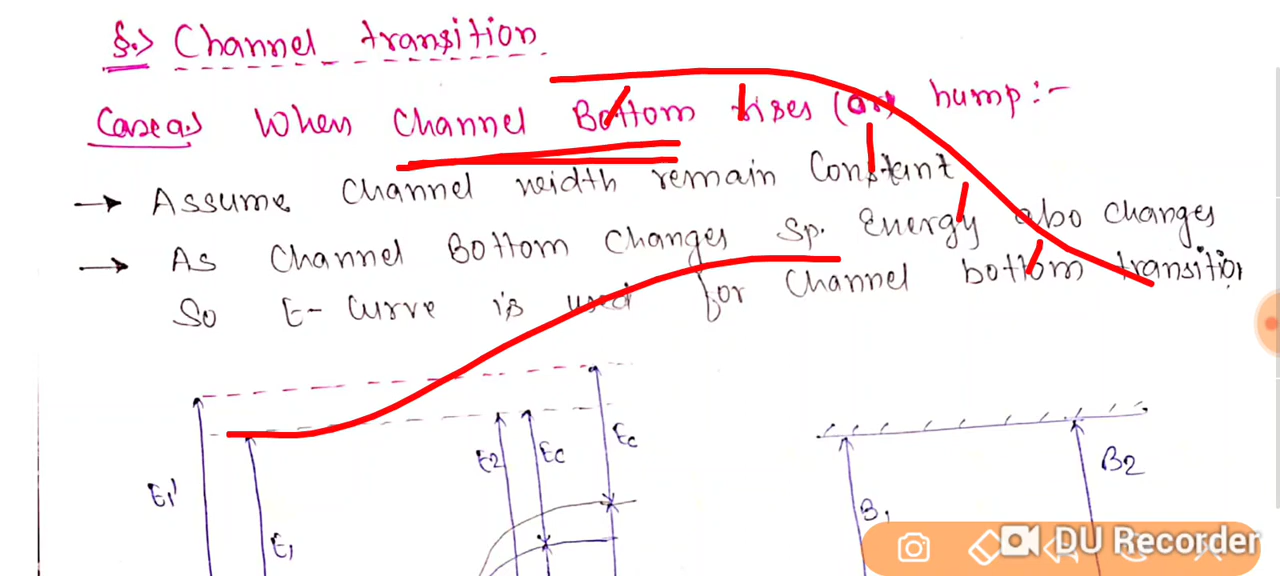 §.> Channel transition
Case a.) When Channel Bottom rises (or) hump:-
→ Assume Channel width remain Constant
→ As Channel Bottom Changes Sp. Energy also changes
So E-Curve is used for Channel bottom transition
E1' E1 E2 Ec Ec
B1 B2
DU Recorder